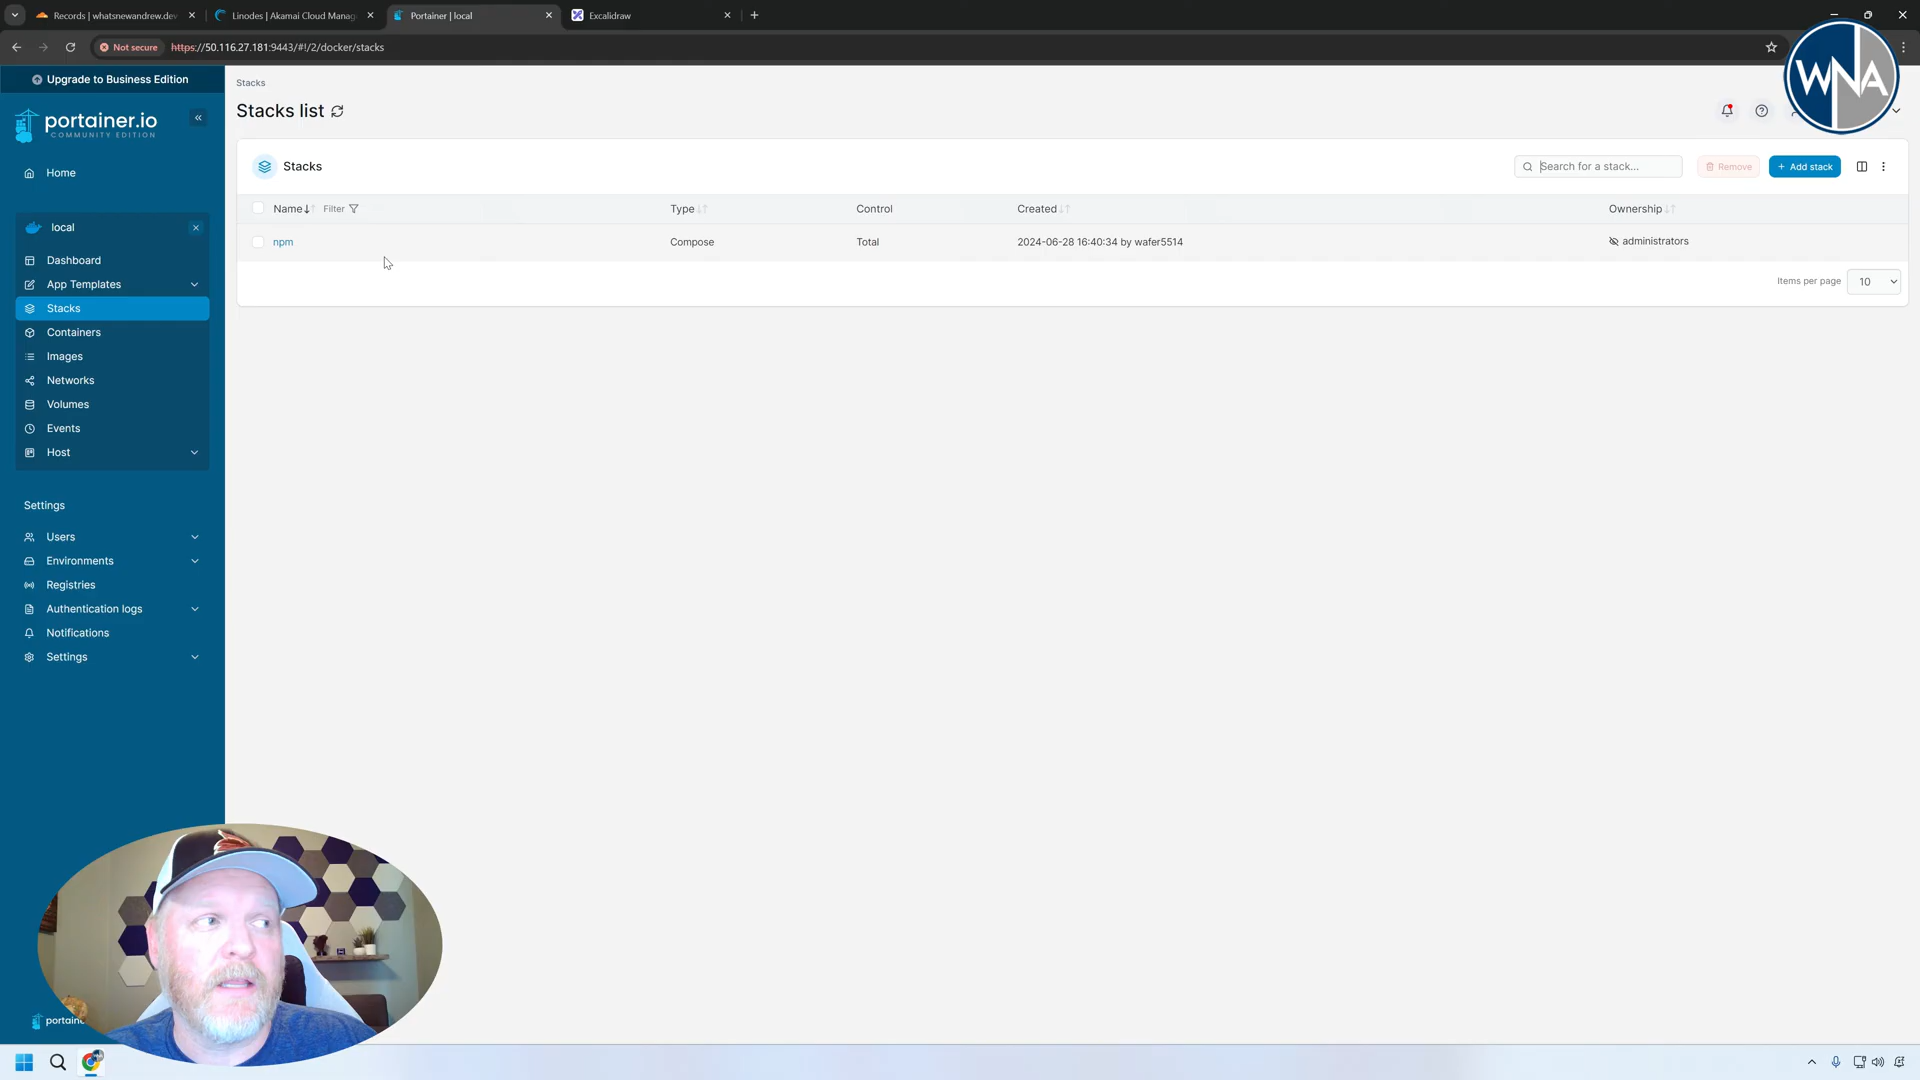 Records | whatsnewandrew.dev
Linodes | Akamai Cloud Manag
Portainer | local
Excalidraw
Not secure
https://50.116.27.181:9443/#!/2/docker/stacks
Upgrade to Business Edition
portainer.io
COMMUNITY EDITION
Home
local
Dashboard
App Templates
Stacks
Containers
Images
Networks
Volumes
Events
Host
Settings
Users
Environments
Registries
Authentication logs
Notifications
Settings
portaine
Stacks
Stacks list
WNA
Stacks
Search for a stack...
Remove
+ Add stack
Name Filter Type Control Created Ownership
npm Compose Total 2024-06-28 16:40:34 by wafer5514 administrators
Items per page 10